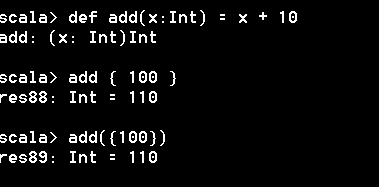 scala> def add(x:Int) = x + 10
add: (x: Int)Int
scala> add { 100 }
res88: Int = 110
scala> add({100})
res89: Int = 110